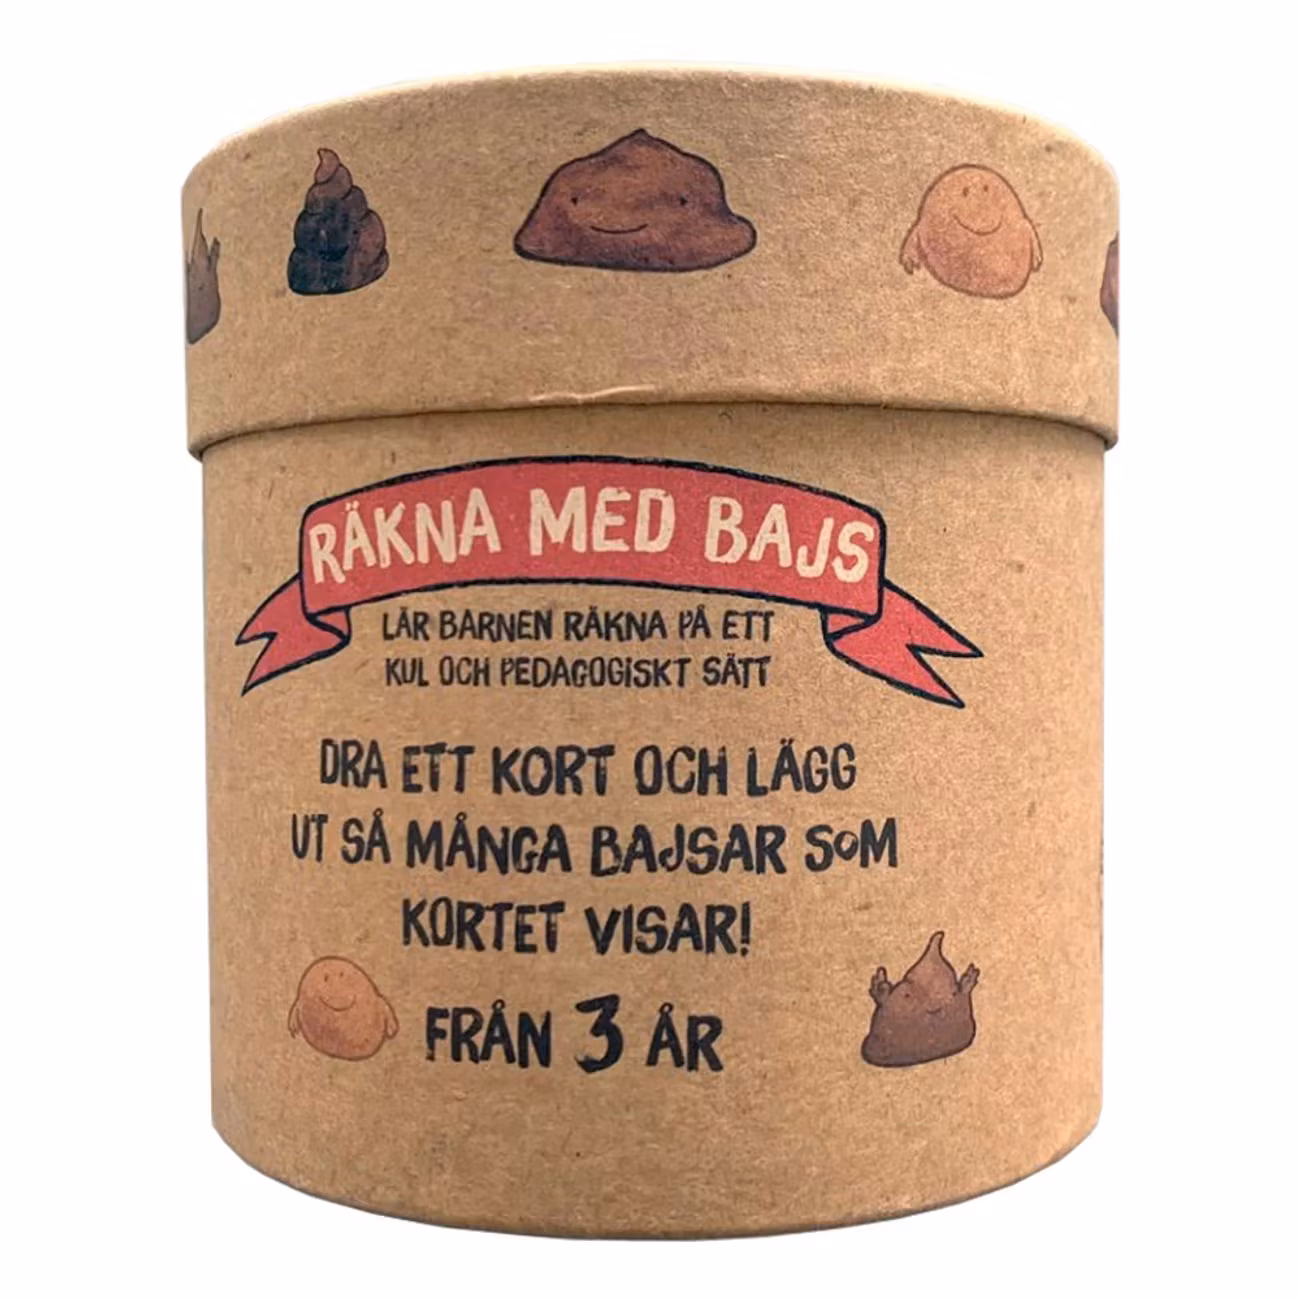 RÄKNA MED BAJS
LÄR BARNEN RÄKNA PÅ ETT
KUL OCH PEDAGOGISKT SÄTT
DRA ETT KORT OCH LÄGG
UT SÅ MÅNGA BAJSAR SOM
KORTET VISAR!
FRÅN 3 ÅR